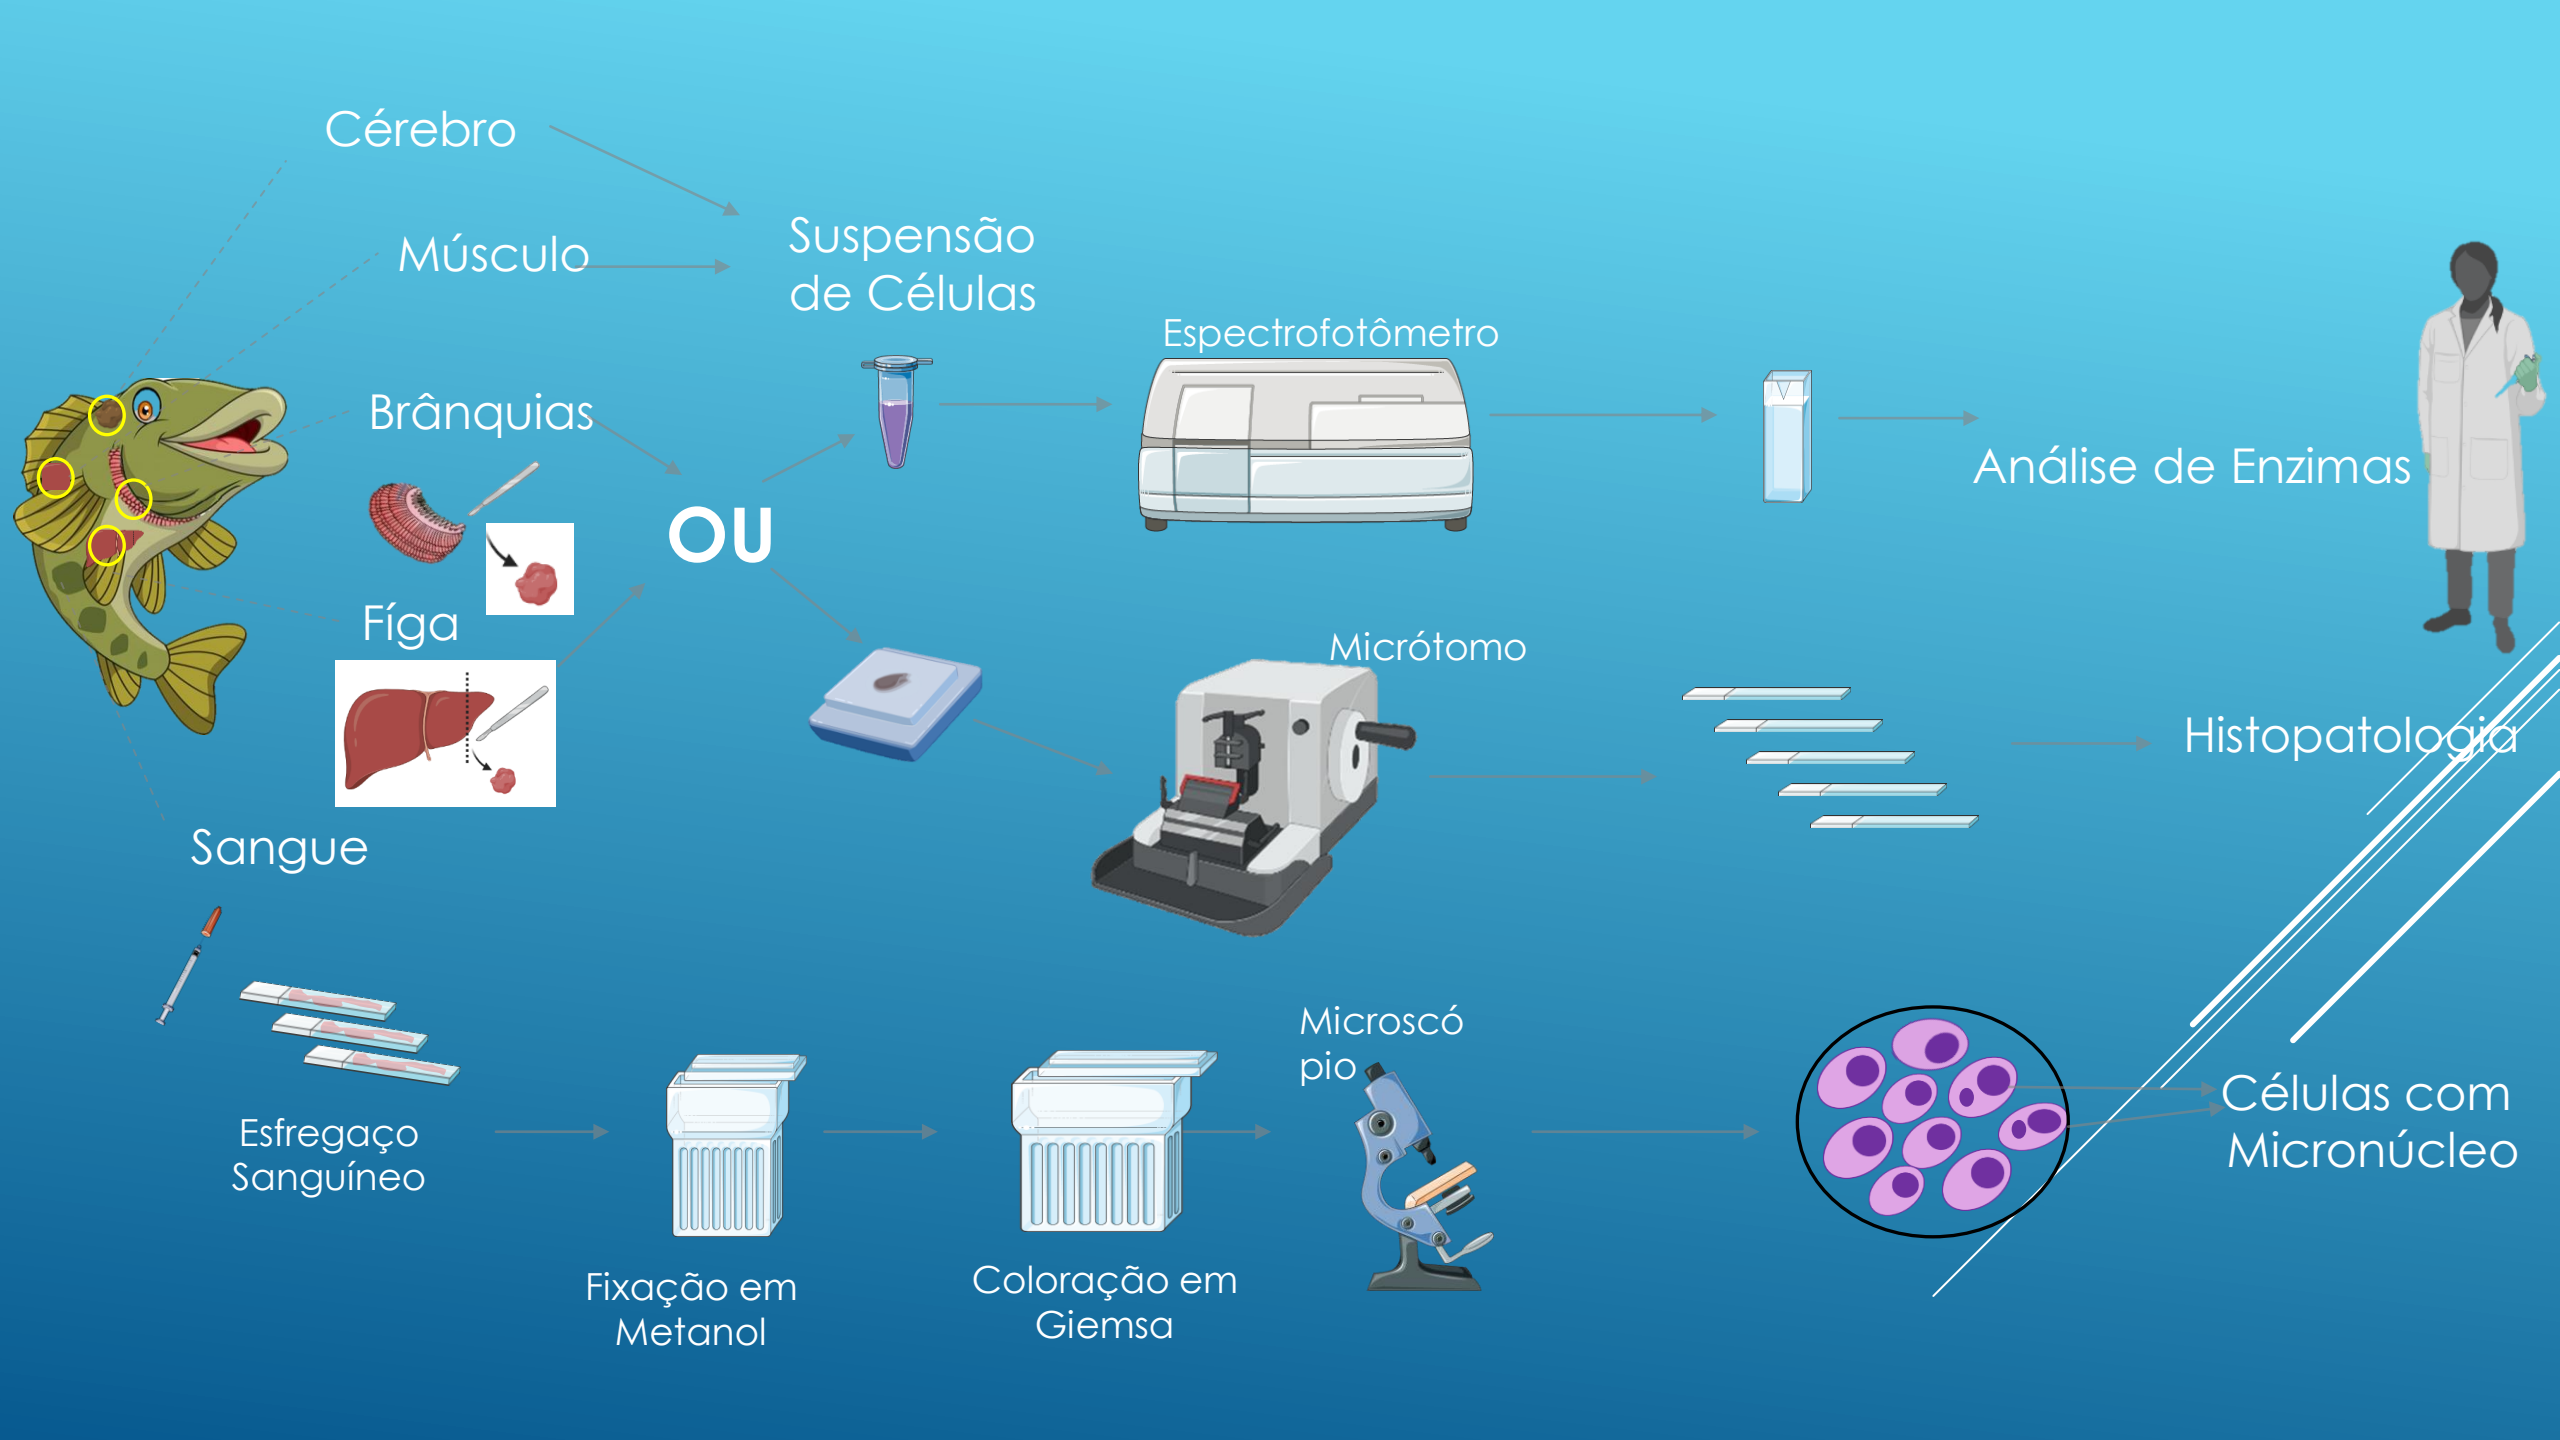 Cérebro
Músculo
Suspensão
de Células
Espectrofotômetro
Brânquias
Análise de Enzimas
OU
Fíga
Micrótomo
Histopatologia
Sangue
Microscó
pio
Células com
Micronúcleo
Esfregaço
Sanguíneo
Fixação em
Metanol
Coloração em
Giemsa